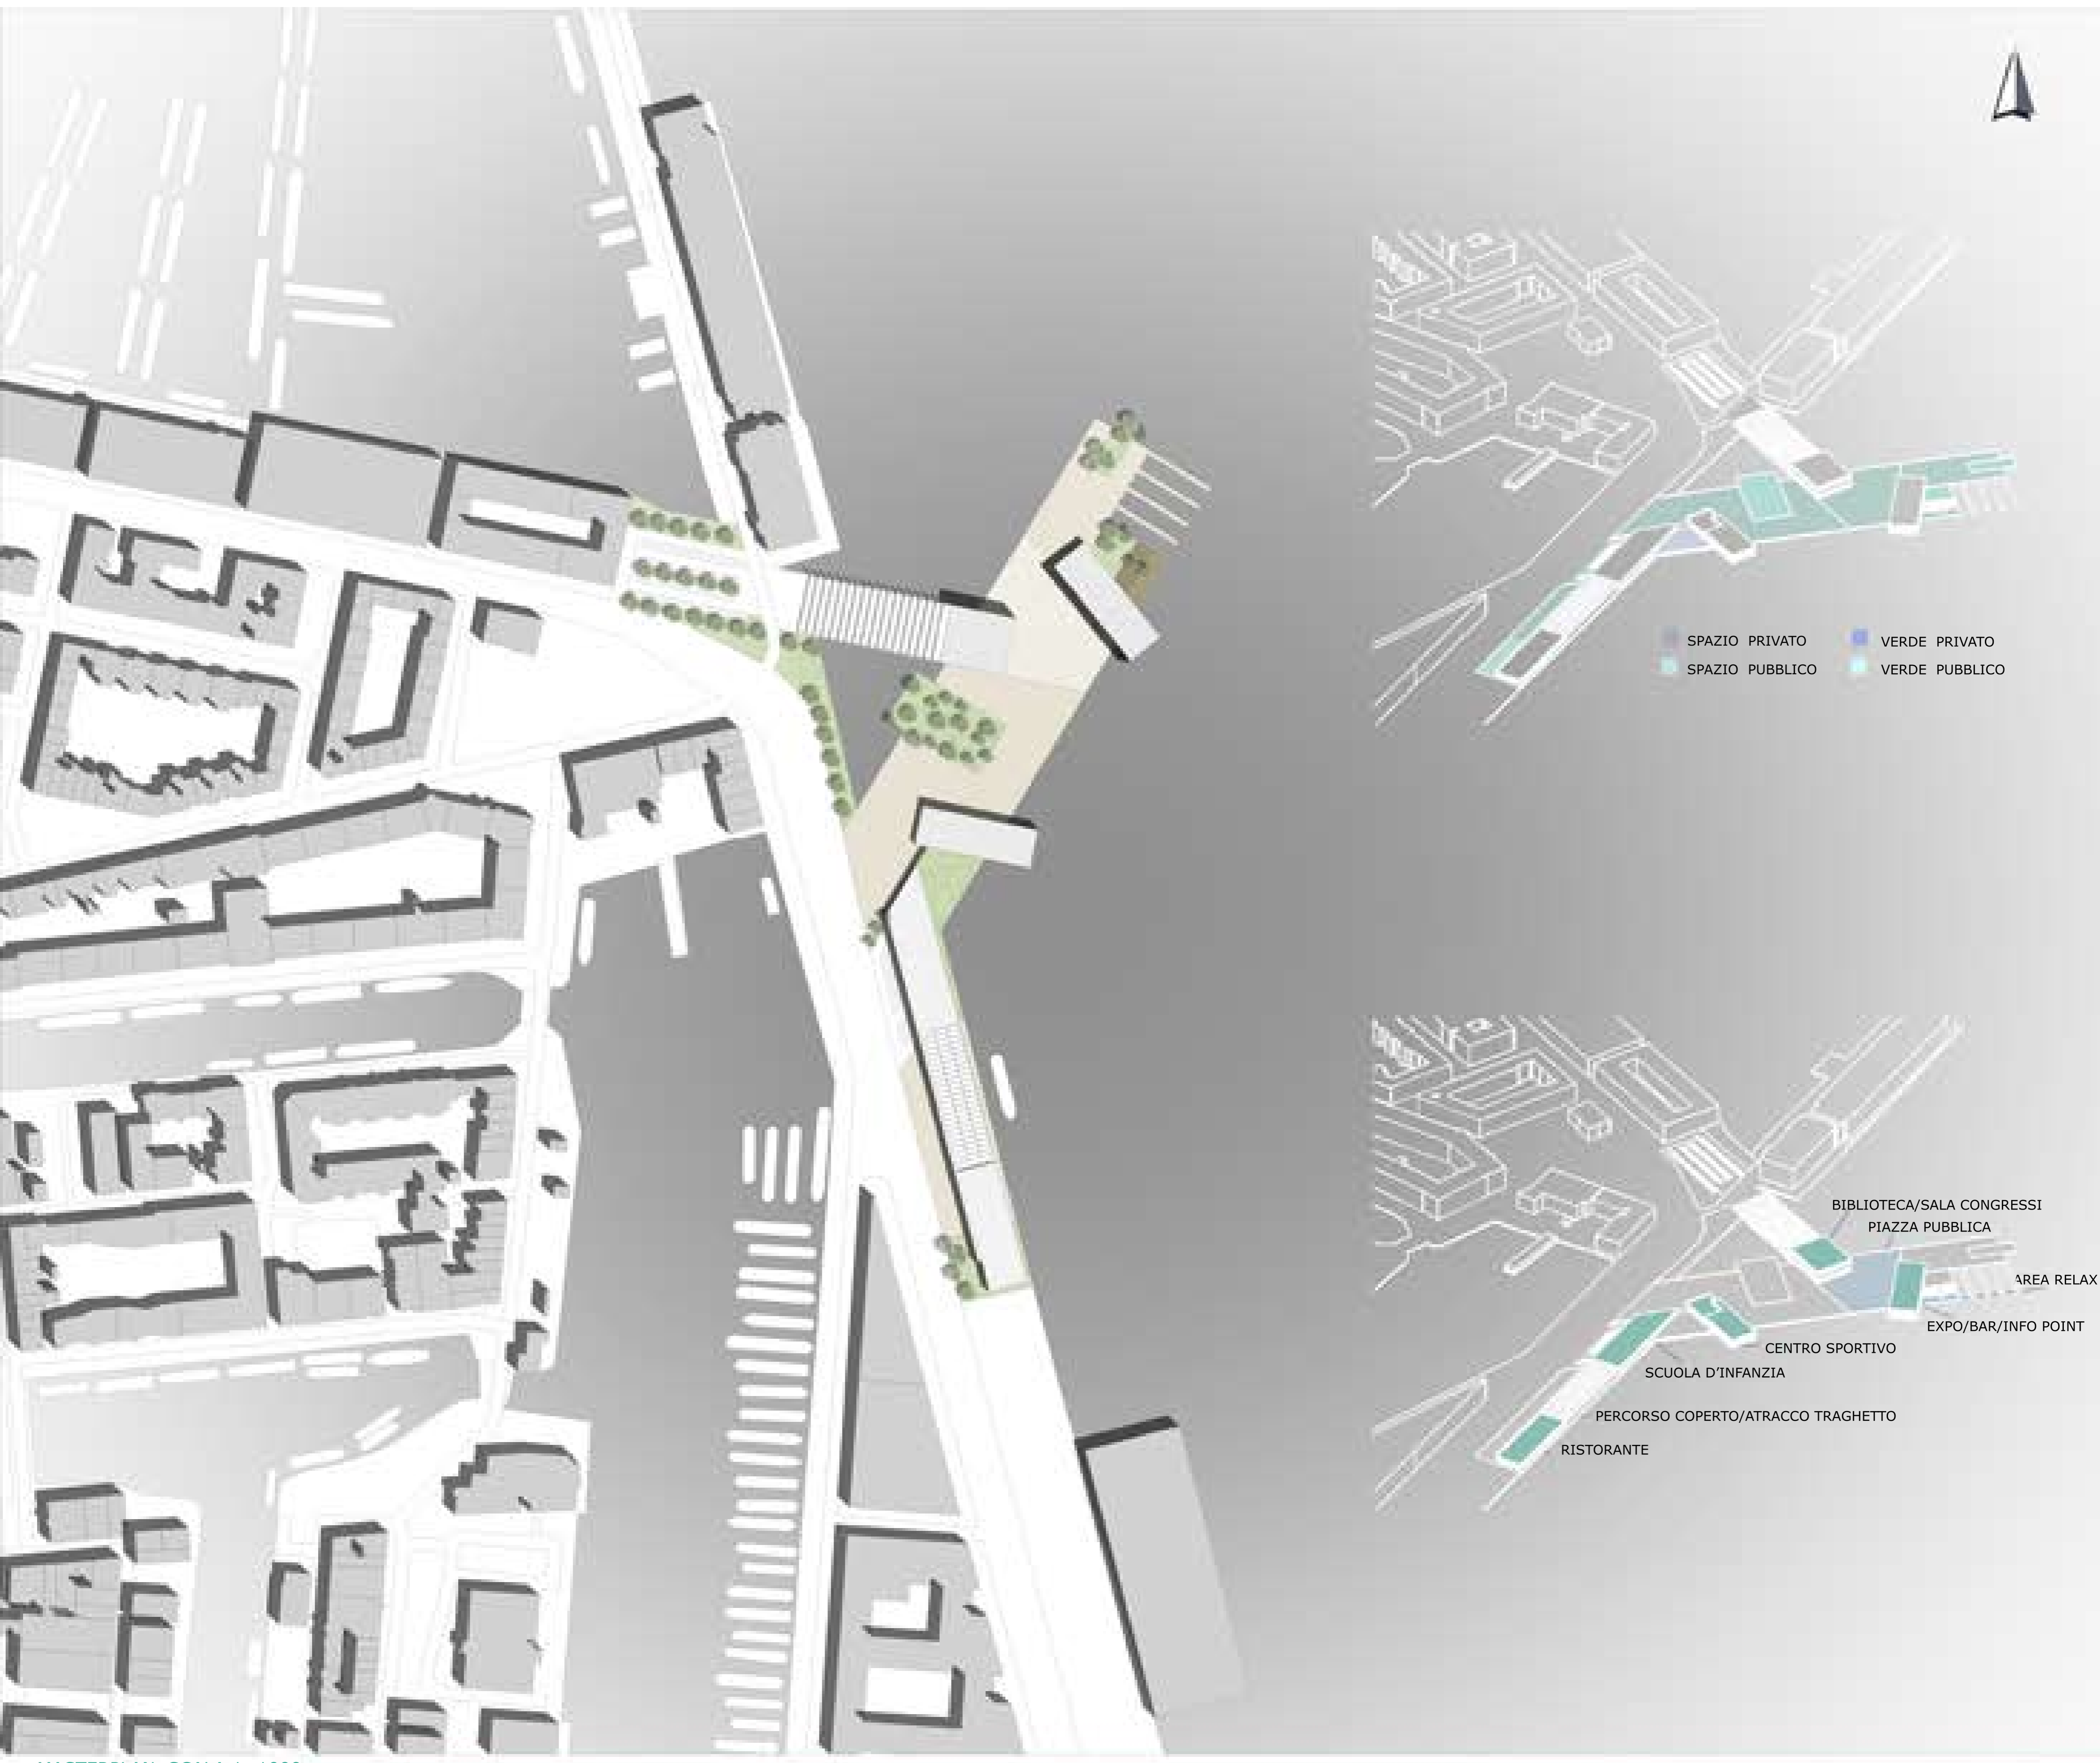 SPAZIO PRIVATO
VERDE PRIVATO
SPAZIO PUBBLICO
VERDE PUBBLICO
BIBLIOTECA/SALA CONGRESSI
PIAZZA PUBBLICA
AREA RELAX
EXPO/BAR/INFO POINT
CENTRO SPORTIVO
SCUOLA D'INFANZIA
PERCORSO COPERTO/ATRACCO TRAGHETTO
RISTORANTE